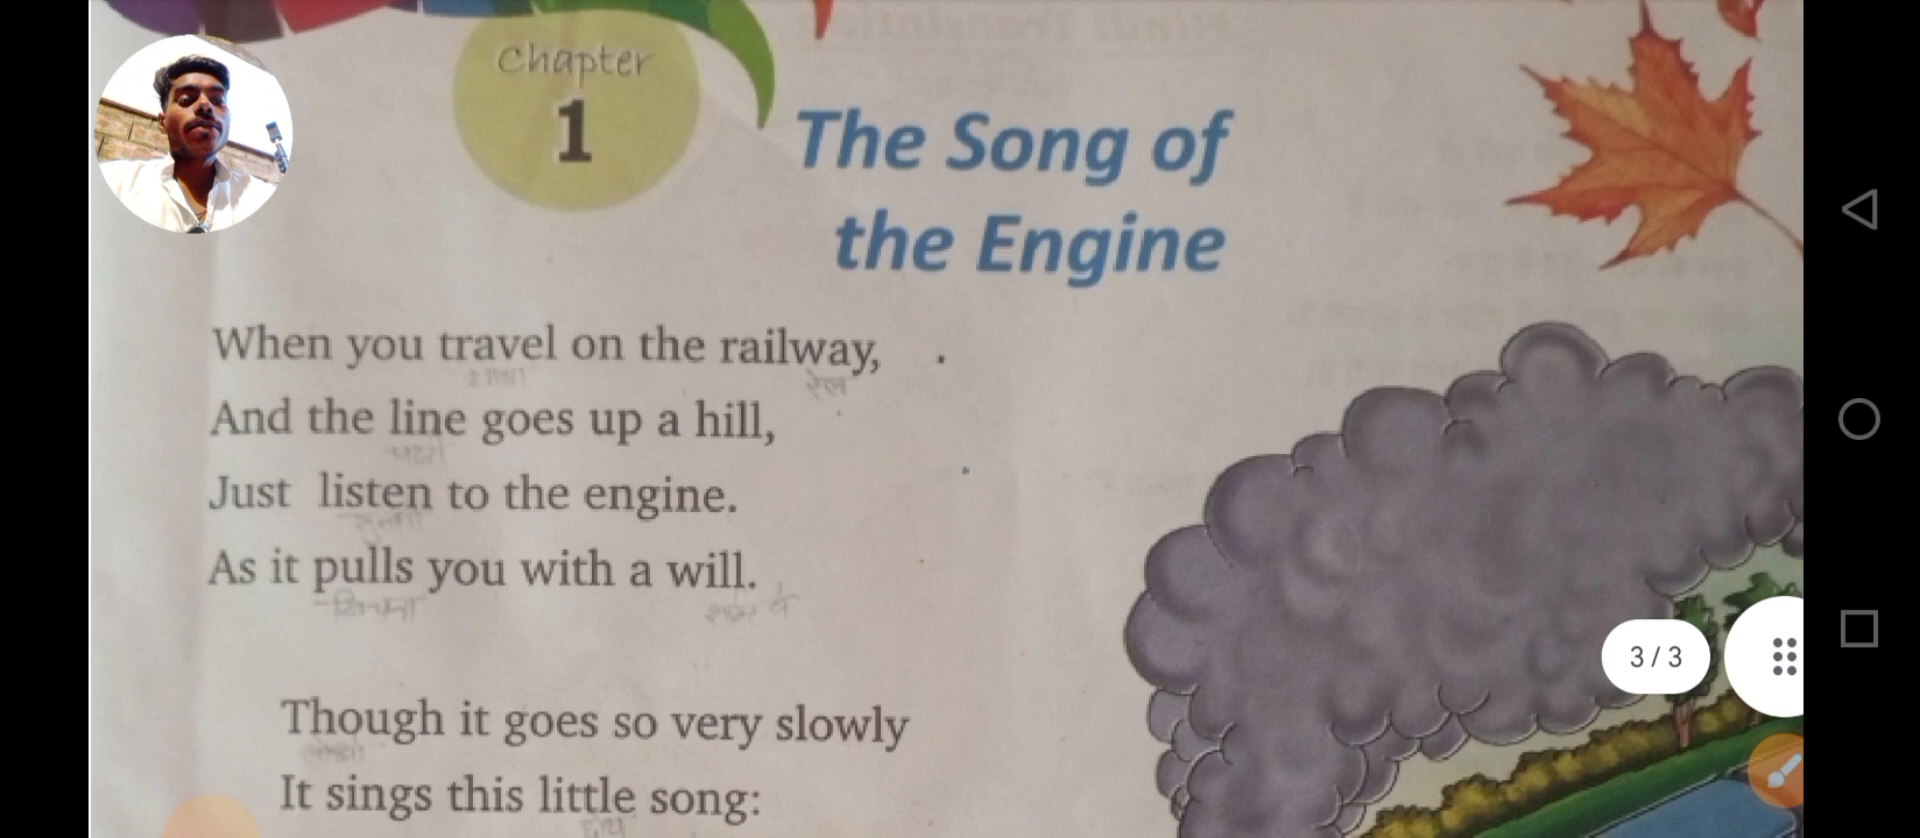 Chapter
1
The Song of
the Engine
When you travel on the railway,
रेल
And the line goes up a hill,
Just listen to the engine.
सुनना
As it pulls you with a will.
Though it goes so very slowly
It sings this little song:
3 / 3